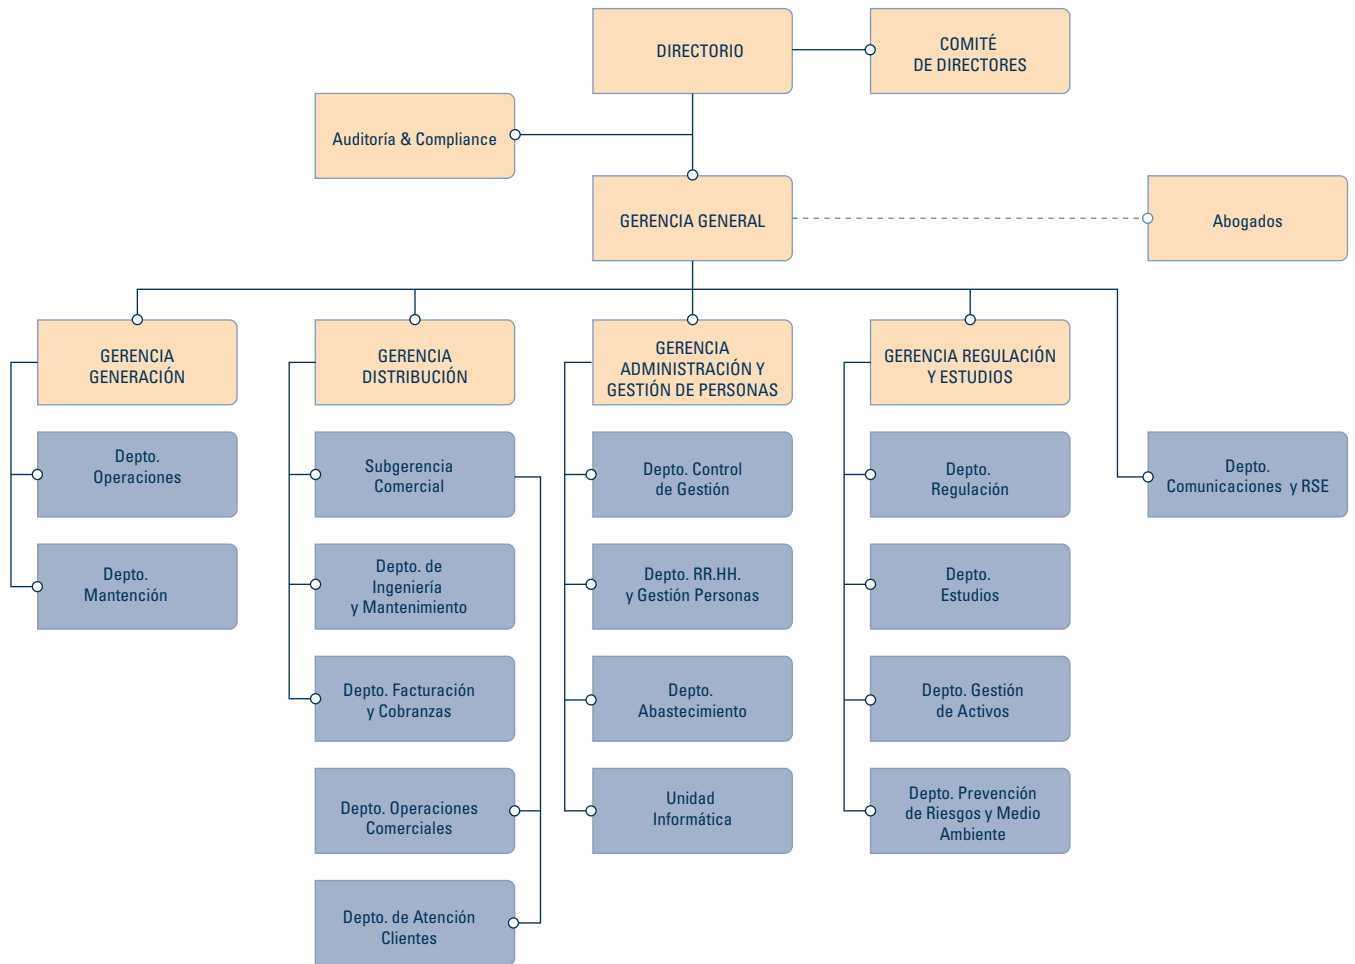 DIRECTORIO
COMITÉ
DE DIRECTORES
Auditoría & Compliance
GERENCIA GENERAL
Abogados
GERENCIA
GENERACIÓN
GERENCIA
DISTRIBUCIÓN
GERENCIA
ADMINISTRACIÓN Y
GESTIÓN DE PERSONAS
GERENCIA REGULACIÓN
Y ESTUDIOS
Depto.
Operaciones
Subgerencia
Comercial
Depto. Control
de Gestión
Depto.
Regulación
Depto.
Comunicaciones y RSE
Depto.
Mantención
Depto. de
Ingeniería
y Mantenimiento
Depto. RR.HH.
y Gestión Personas
Depto.
Estudios
Depto. Facturación
y Cobranzas
Depto.
Abastecimiento
Depto. Gestión
de Activos
Depto. Operaciones
Comerciales
Unidad
Informática
Depto. Prevención
de Riesgos y Medio
Ambiente
Depto. de Atención
Clientes